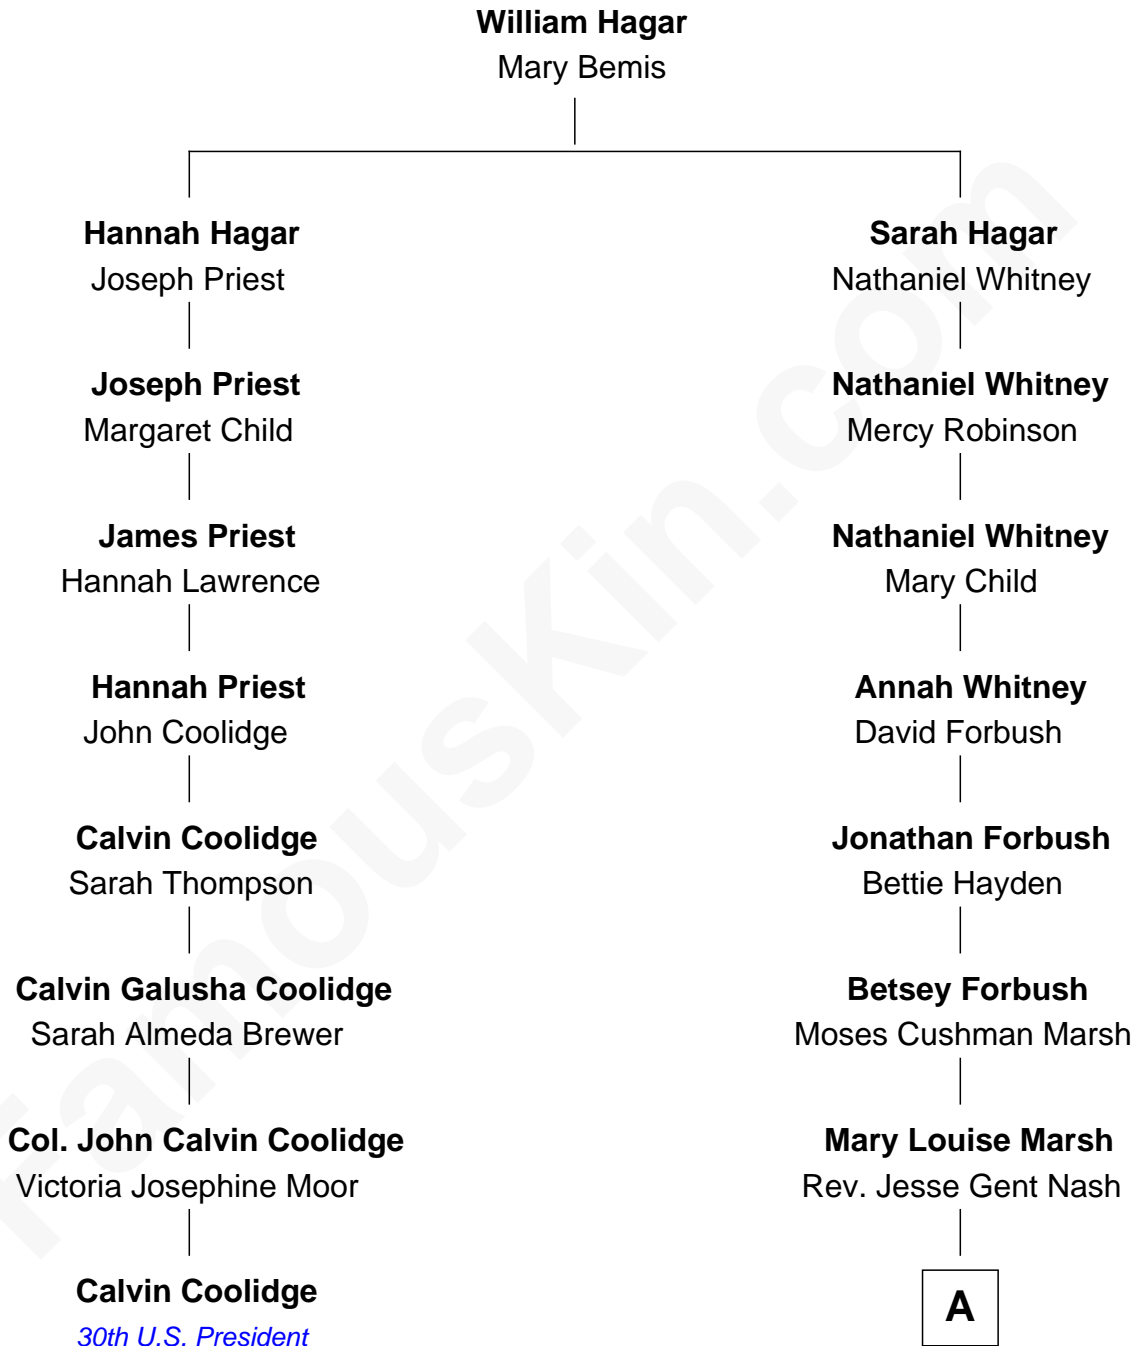 William Hagar
Mary Bemis
Hannah Hagar
Joseph Priest
Sarah Hagar
Nathaniel Whitney
Joseph Priest
Margaret Child
Nathaniel Whitney
Mercy Robinson
James Priest
Hannah Lawrence
Nathaniel Whitney
Mary Child
Hannah Priest
John Coolidge
Annah Whitney
David Forbush
Calvin Coolidge
Sarah Thompson
Jonathan Forbush
Bettie Hayden
Calvin Galusha Coolidge
Sarah Almeda Brewer
Betsey Forbush
Moses Cushman Marsh
Col. John Calvin Coolidge
Victoria Josephine Moor
Mary Louise Marsh
Rev. Jesse Gent Nash
Calvin Coolidge
30th U.S. President
A
FamousKin.com